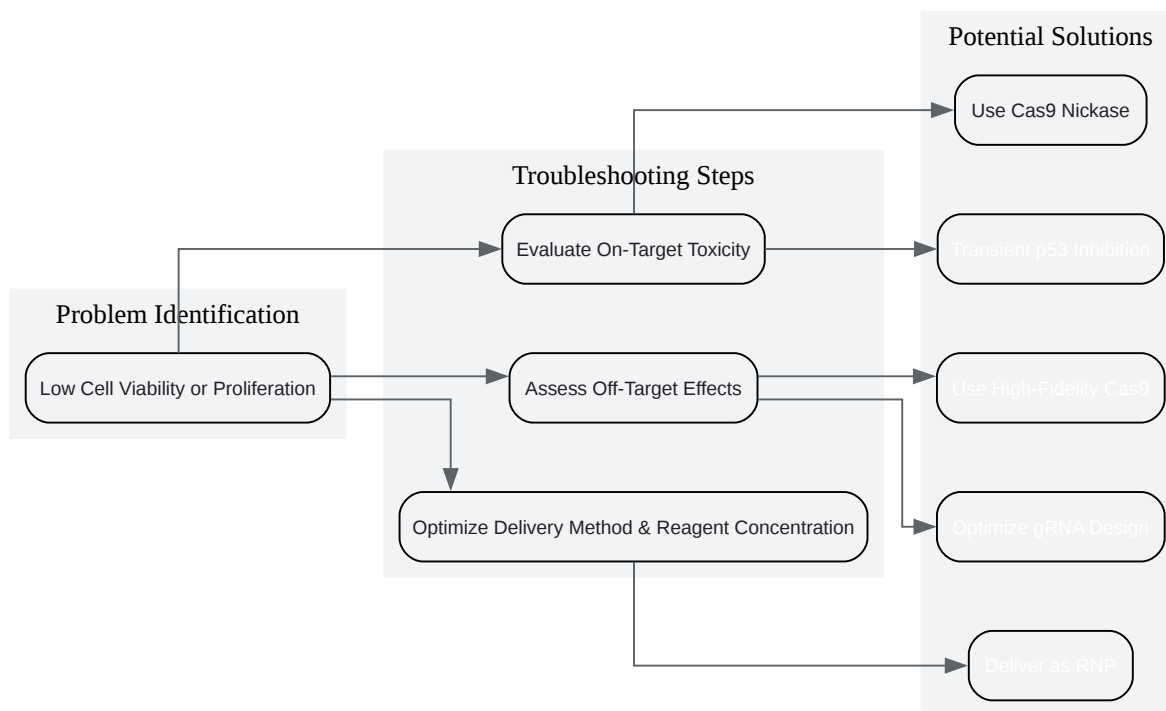 Problem Identification
Low Cell Viability or Proliferation
Troubleshooting Steps
Evaluate On-Target Toxicity
Assess Off-Target Effects
Optimize Delivery Method & Reagent Concentration
Potential Solutions
Use Cas9 Nickase
Transient p53 Inhibition
Use High-Fidelity Cas9
Optimize gRNA Design
Deliver as RNP